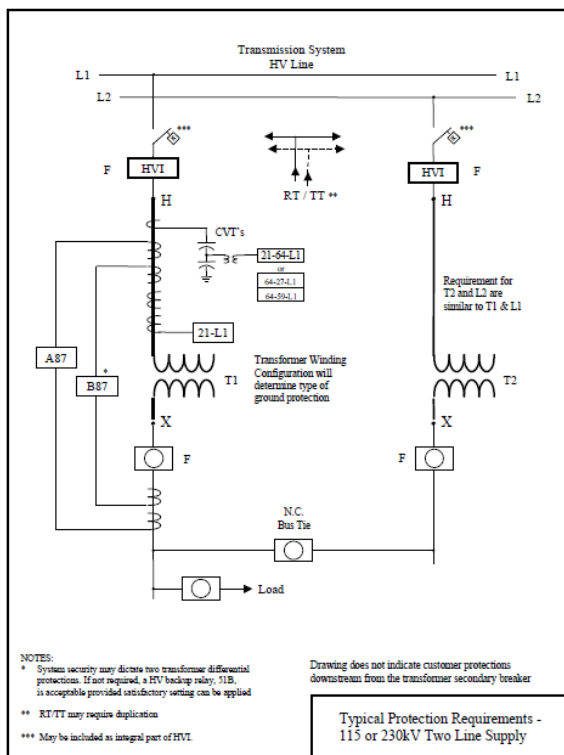 Transmission System
HV Line
L1
L1
L2
L2
***
***
F
HVI
HVI
F
RT / TT **
H
H
CVT's
21-64-L1
or
64-27-L1
64-59-L1
Requirement for
T2 and L2 are
similar to T1 & L1
21-L1
A87
*
B87
T1
Transformer Winding
Configuration will
determine type of
ground protection
T2
X
X
F
F
N.C.
Bus Tie
Load
NOTES:
* System security may dictate two transformer differential
protections. If not required, a HV backup relay, 51B,
is acceptable provided satisfactory setting can be applied
** RT/TT may require duplication
*** May be included as integral part of HVI.
Drawing does not indicate customer protections
downstream from the transformer secondary breaker
Typical Protection Requirements -
115 or 230kV Two Line Supply